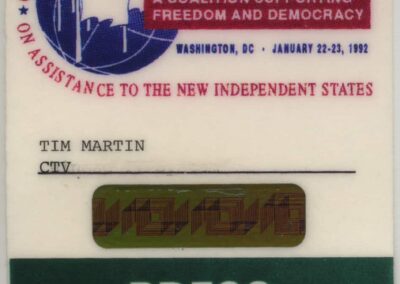 A COALITION SUPPORTING
FREEDOM AND DEMOCRACY
WASHINGTON, DC · JANUARY 22-23, 1992
ON ASSISTANCE TO THE NEW INDEPENDENT STATES
TIM MARTIN
CTV
PRESS